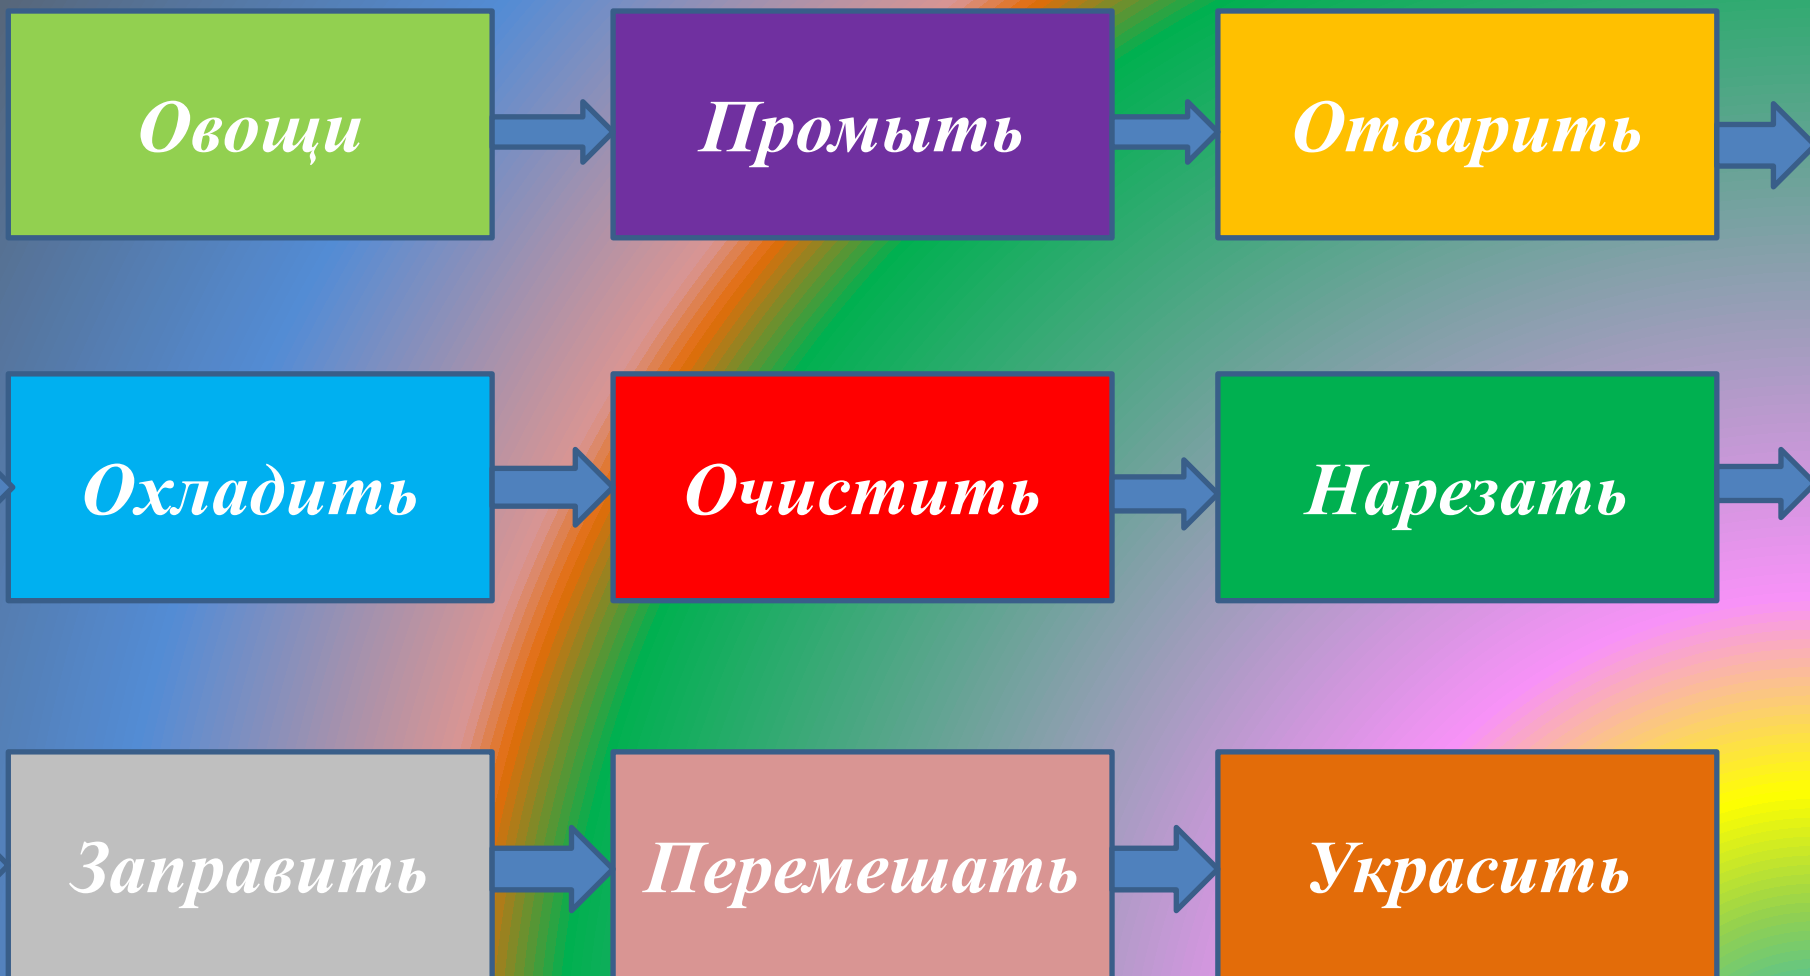 Овощи
Промыть
Отварить
Охладить
Очистить
Нарезать
Заправить
Перемешать
Украсить